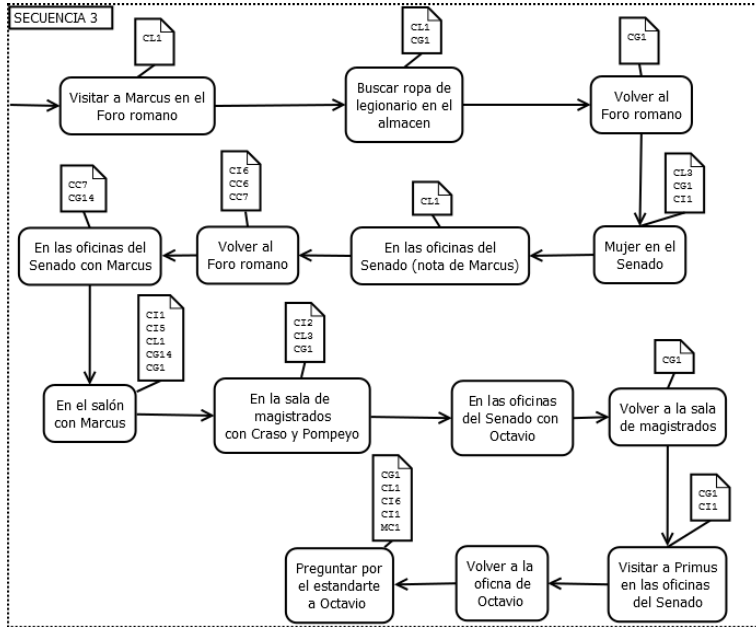 SECUENCIA 3
CL1
Visitar a Marcus en el
Foro romano
CL1
CG1
Buscar ropa de
legionario en el
almacen
CG1
Volver al
Foro romano
CL3
CG1
CI1
Mujer en el
Senado
CL1
En las oficinas del
Senado (nota de Marcus)
CI6
CC6
CC7
Volver al
Foro romano
CC7
CG14
En las oficinas del
Senado con Marcus
CI1
CI5
CL1
CG14
CG1
En el salón
con Marcus
CI2
CL3
CG1
En la sala de
magistrados
con Craso y Pompeyo
En las oficinas
del Senado con
Octavio
CG1
Volver a la sala
de magistrados
CG1
CI1
Visitar a Primus
en las oficinas
del Senado
Volver a la
oficna de
Octavio
CG1
CL1
CI6
CI1
MC1
Preguntar por
el estandarte
a Octavio